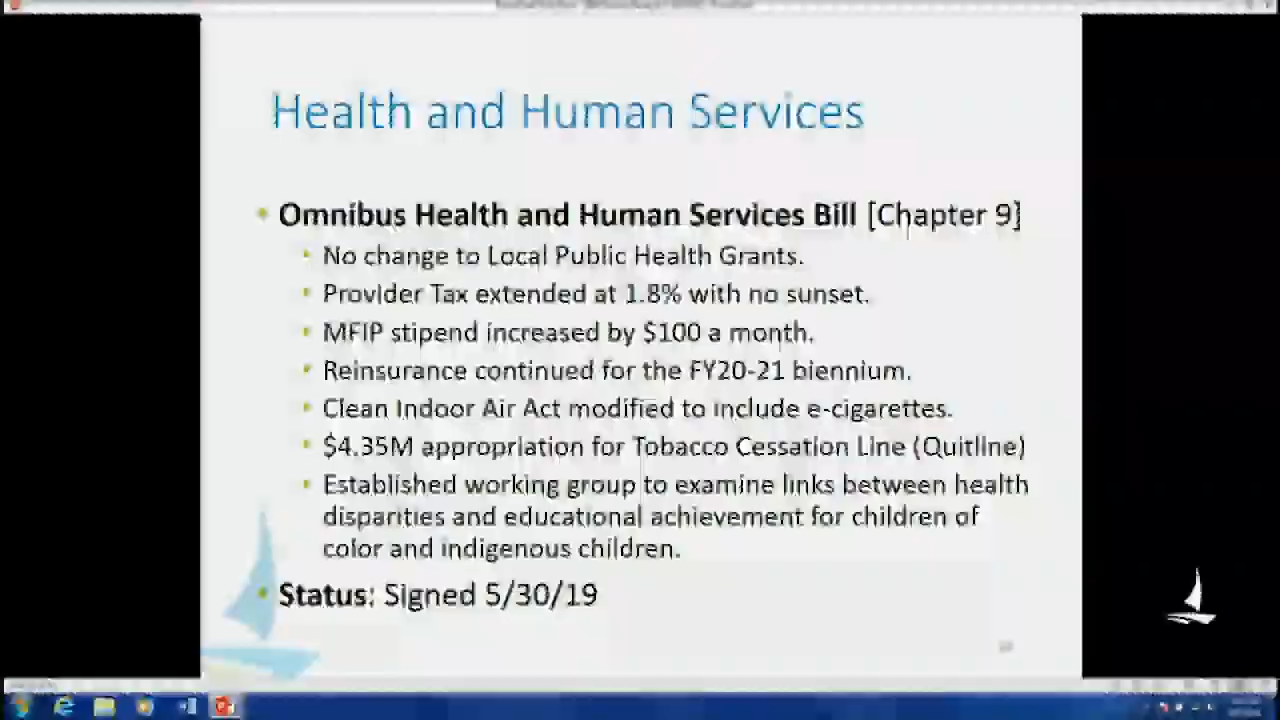 Health and Human Services
• Omnibus Health and Human Services Bill [Chapter 9]
• No change to Local Public Health Grants.
• Provider Tax extended at 1.8% with no sunset.
• MFIP stipend increased by $100 a month.
• Reinsurance continued for the FY20-21 biennium.
• Clean Indoor Air Act modified to include e-cigarettes.
• $4.35M appropriation for Tobacco Cessation Line (Quitline)
• Established working group to examine links between health
disparities and educational achievement for children of
color and indigenous children.
• Status: Signed 5/30/19